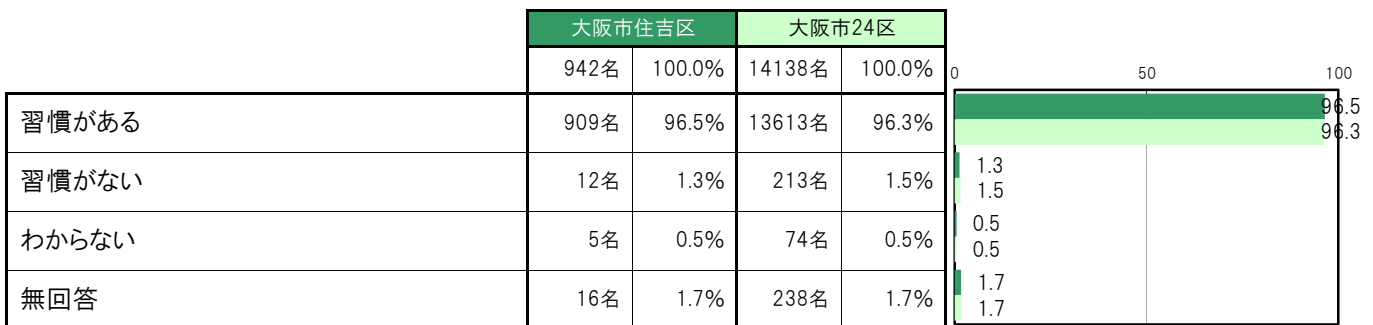 大阪市住吉区 大阪市24区
942名 100.0% 14138名 100.0%
0 50 100
習慣がある 909名 96.5% 13613名 96.3%
96.5
96.3
習慣がない 12名 1.3% 213名 1.5%
1.3
1.5
わからない 5名 0.5% 74名 0.5%
0.5
0.5
無回答 16名 1.7% 238名 1.7%
1.7
1.7